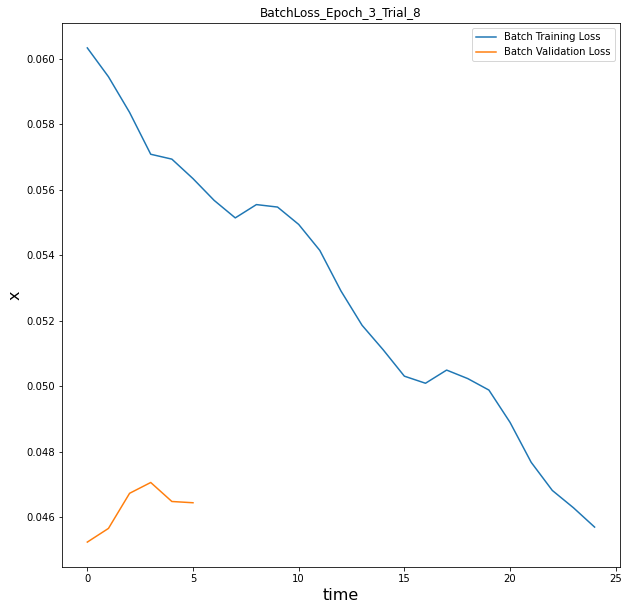 BatchLoss_Epoch_3_Trial_8
Batch Training Loss
Batch Validation Loss
0.060
0.058
0.056
0.054
0.052
0.050
0.048
0.046
x
0 5 10 15 20 25
time